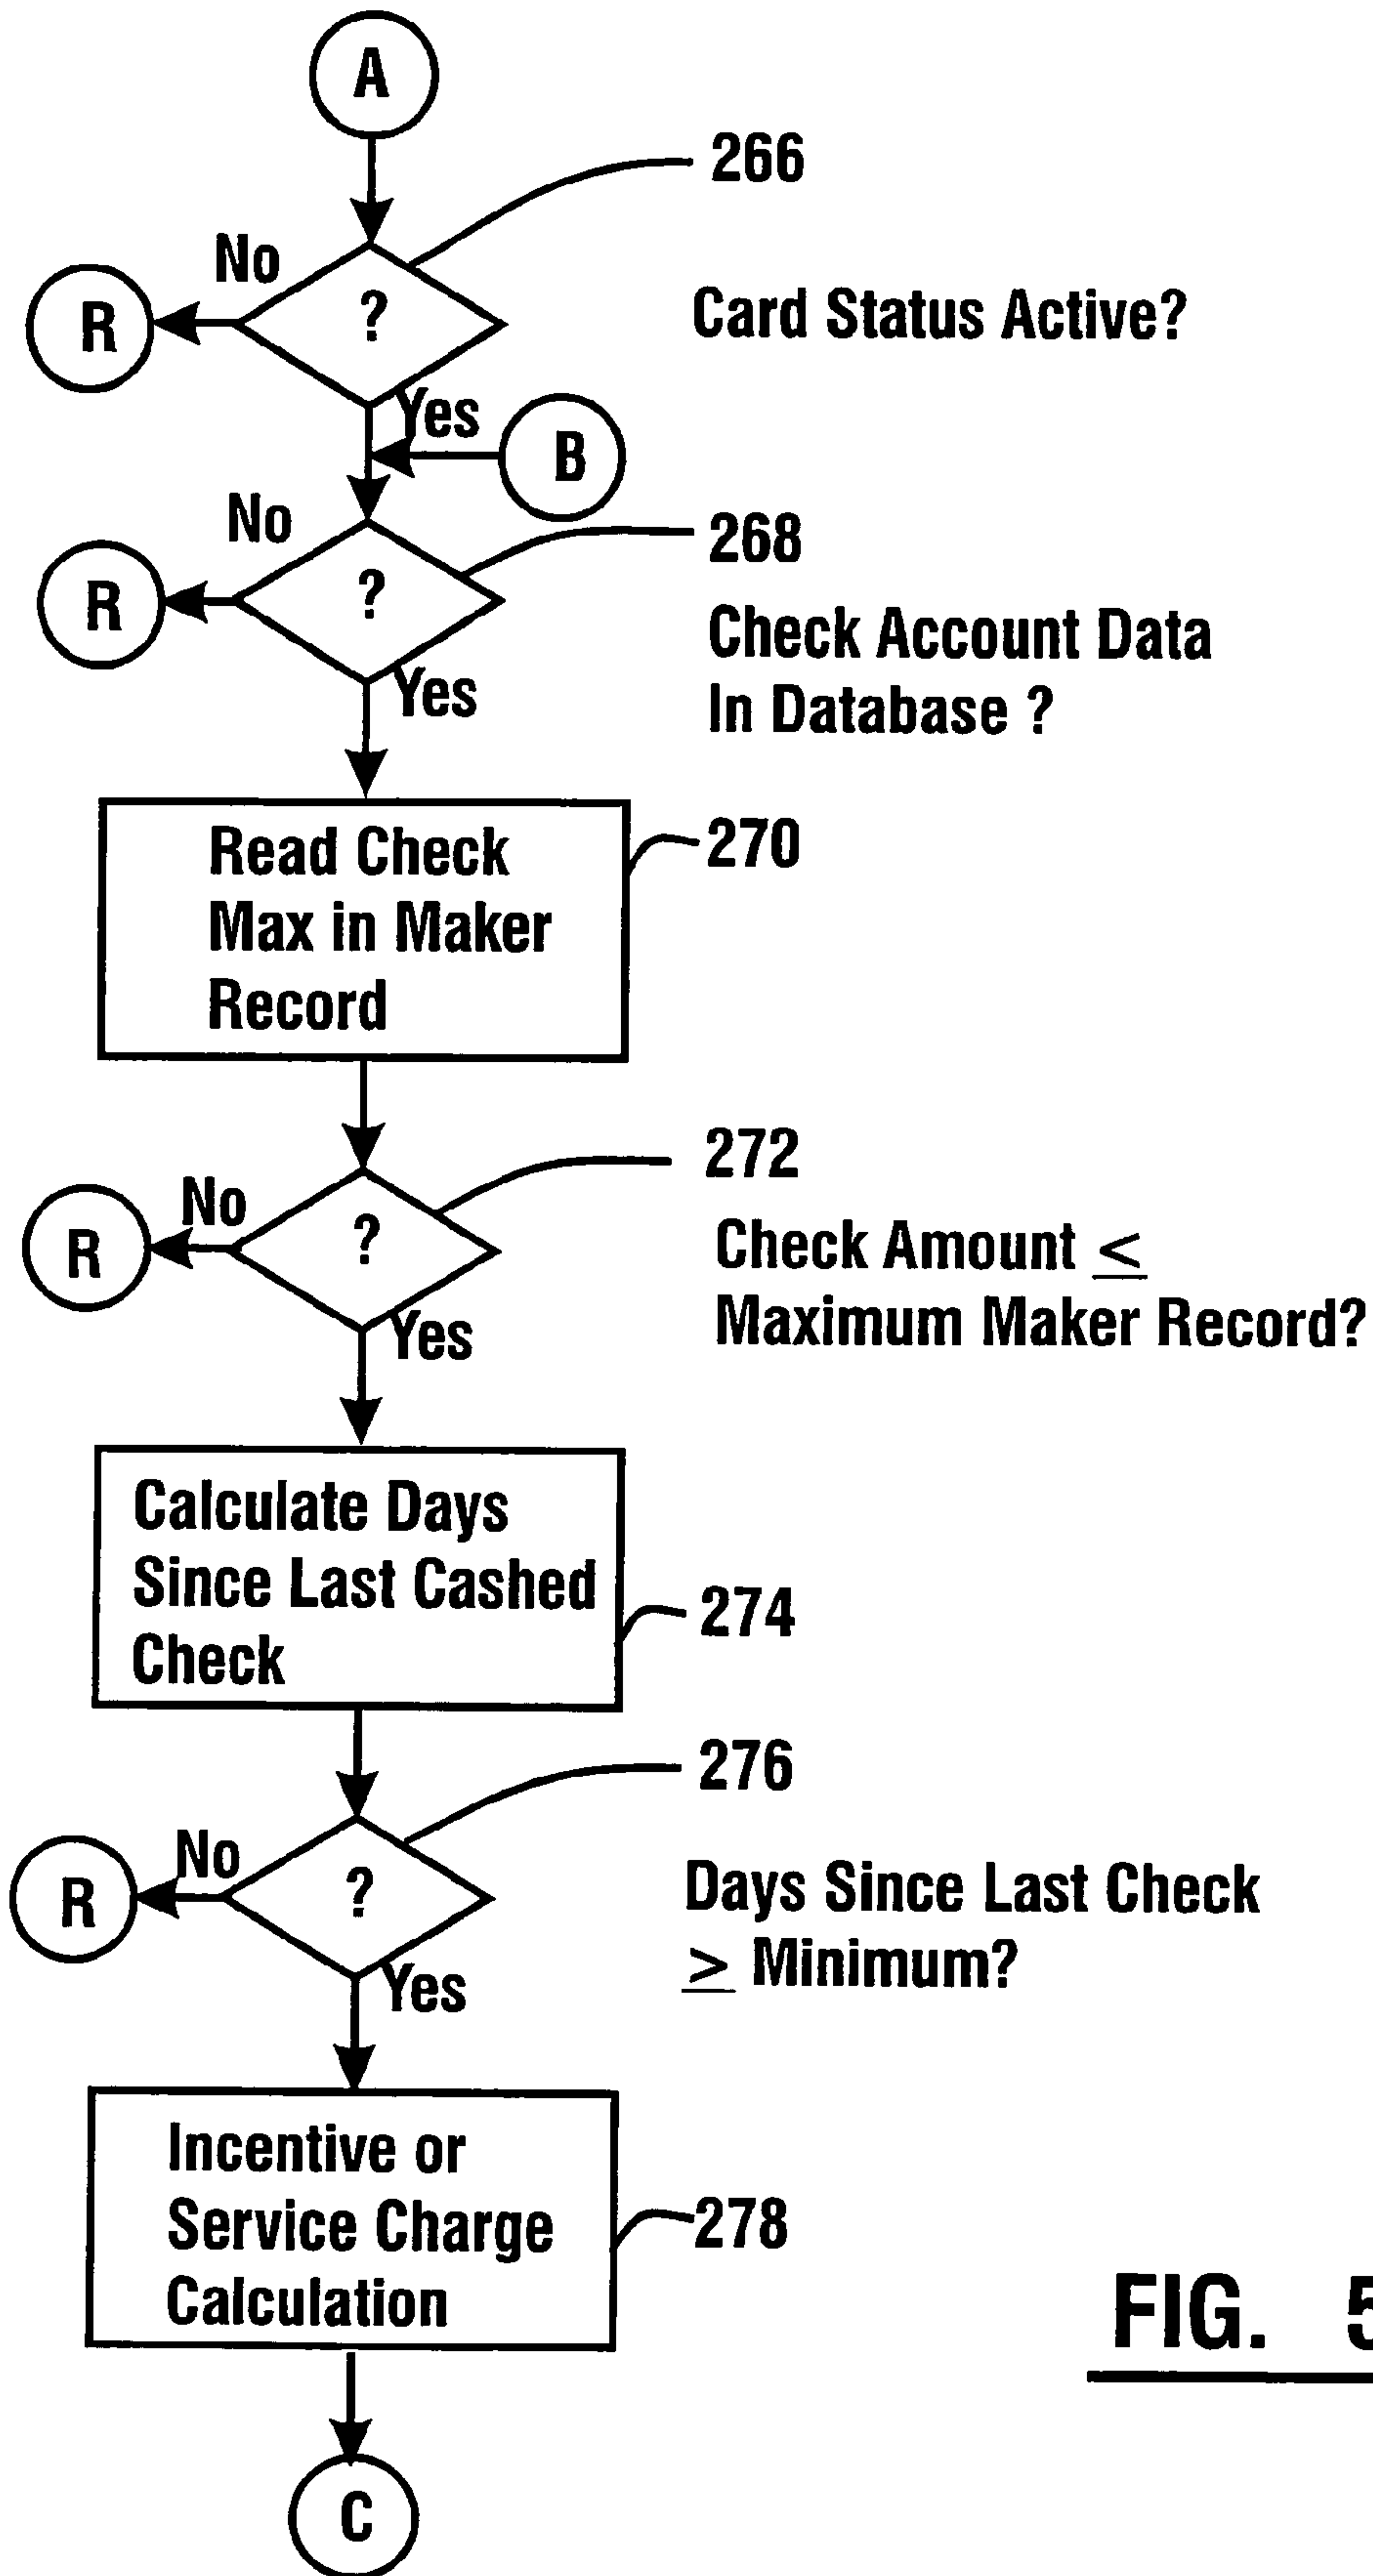 A
266
No
R
?
Card Status Active?
Yes
B
No
268
R
?
Check Account Data
In Database ?
Yes
Read Check
Max in Maker
Record
270
272
No
R
?
Check Amount ≤
Maximum Maker Record?
Yes
Calculate Days
Since Last Cashed
Check
274
276
No
R
?
Days Since Last Check
≥ Minimum?
Yes
Incentive or
Service Charge
Calculation
278
FIG. 5
C